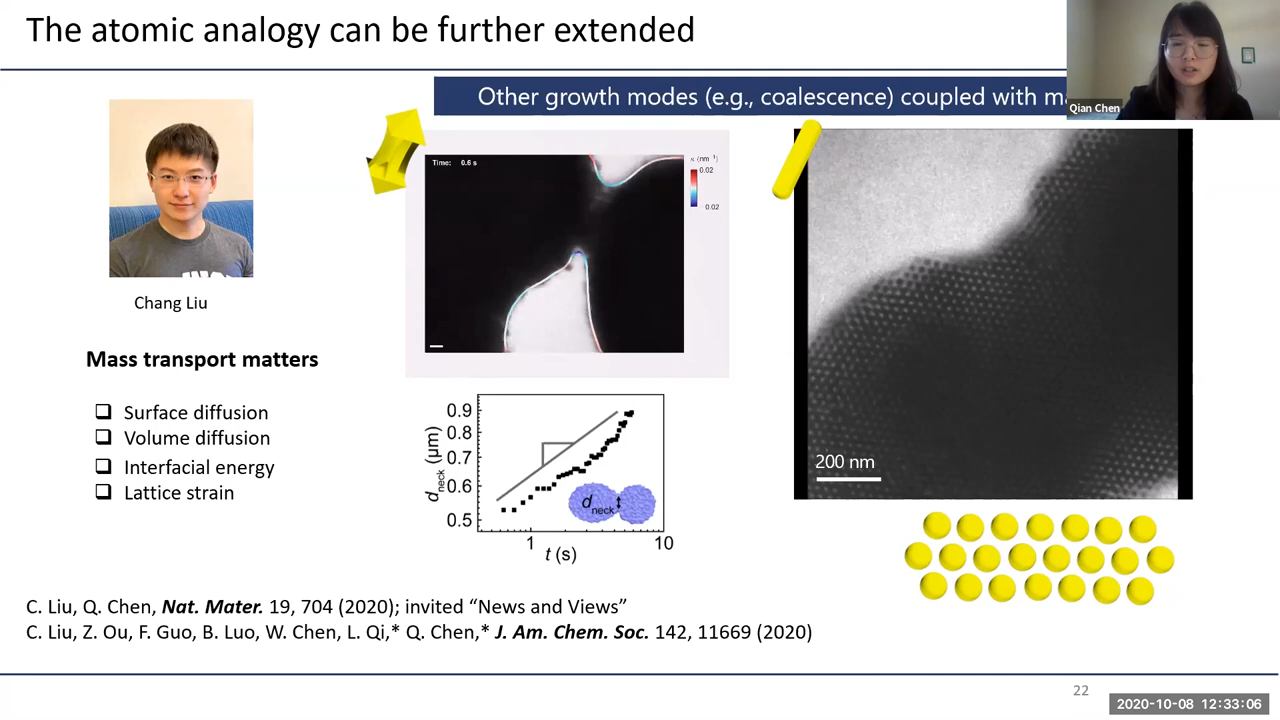 The atomic analogy can be further extended
Other growth modes (e.g., coalescence) coupled with
Qian Chen
Time: 0.6 s
κ (nm⁻¹)
0.02
0.02
Chang Liu
Mass transport matters
❑ Surface diffusion
❑ Volume diffusion
❑ Interfacial energy
❑ Lattice strain
0.9
0.8
0.7
0.6
0.5
d neck (μm)
d neck
1
10
t (s)
200 nm
C. Liu, Q. Chen, Nat. Mater. 19, 704 (2020); invited “News and Views”
C. Liu, Z. Ou, F. Guo, B. Luo, W. Chen, L. Qi,* Q. Chen,* J. Am. Chem. Soc. 142, 11669 (2020)
22
2020-10-08 12:33:06